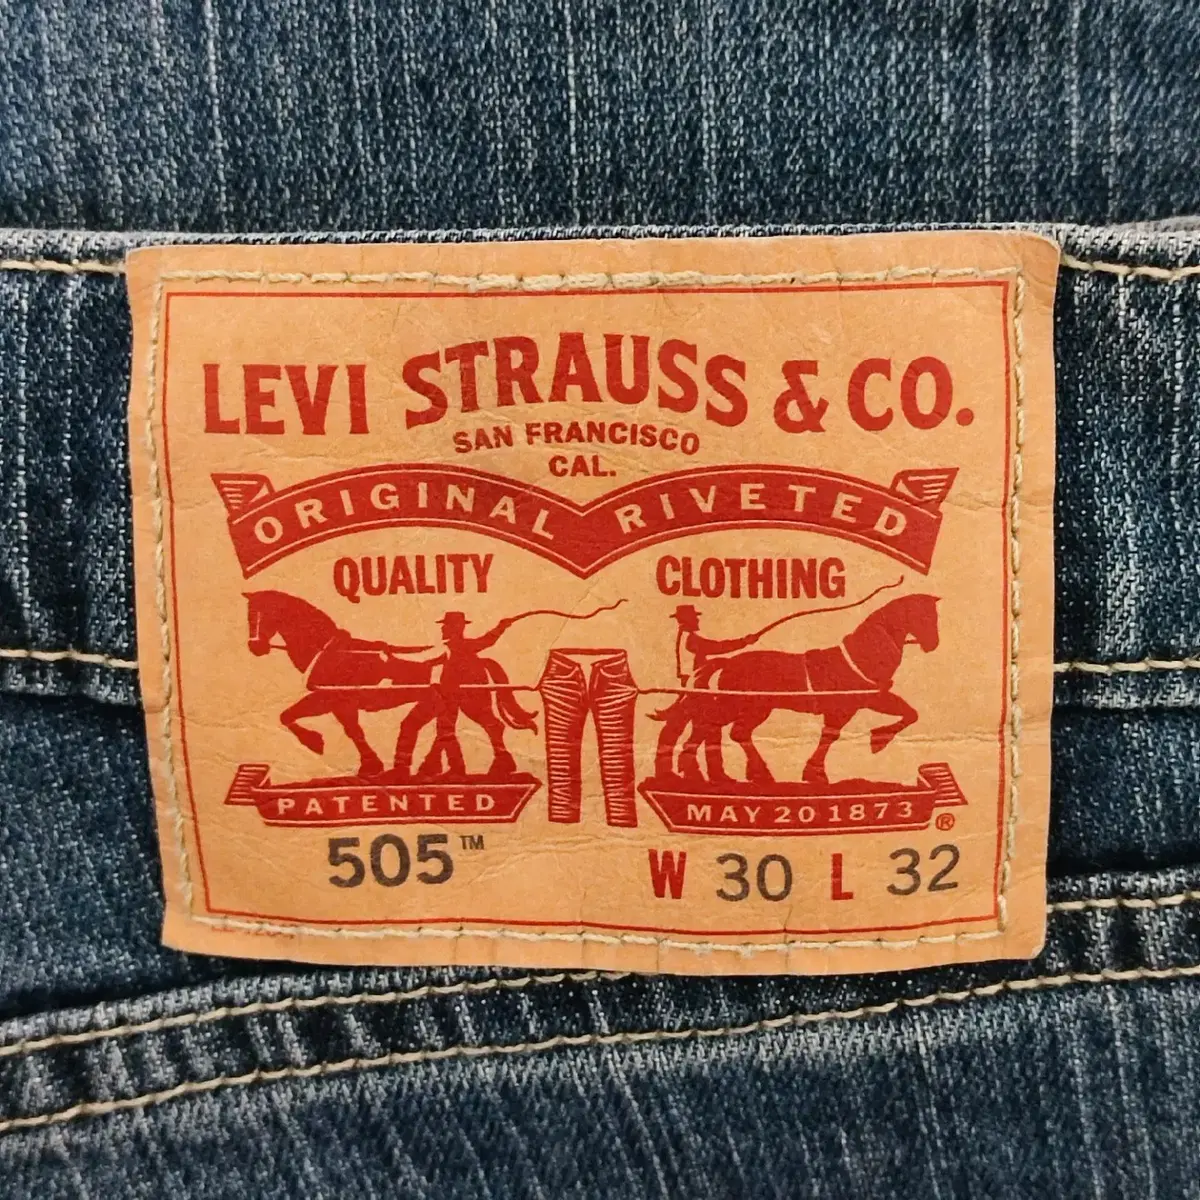 LEVI STRAUSS & CO.
SAN FRANCISCO
CAL.
ORIGINAL RIVETED
QUALITY CLOTHING
PATENTED MAY 20 1873 ®
505™ W 30 L 32